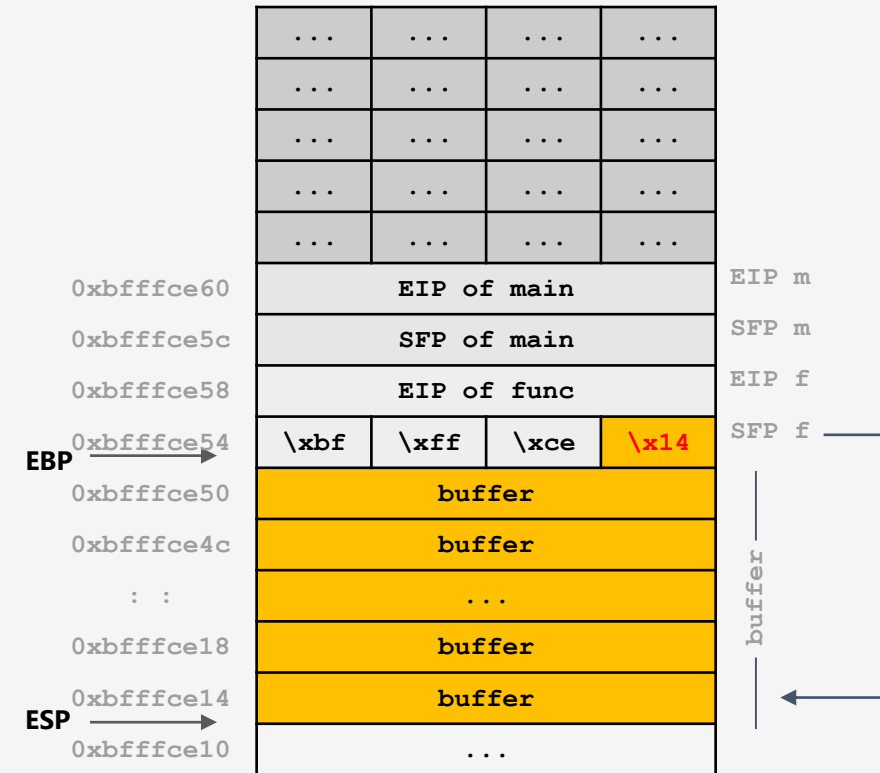 ... ... ... ...
... ... ... ...
... ... ... ...
... ... ... ...
... ... ... ...
0xbfffce60 EIP of main EIP m
0xbfffce5c SFP of main SFP m
0xbfffce58 EIP of func EIP f
0xbfffce54 \xbf \xff \xce \x14 SFP f
EBP
0xbfffce50 buffer
0xbfffce4c buffer
: : ...
buffer
0xbfffce18 buffer
0xbfffce14 buffer
ESP
0xbfffce10 ...